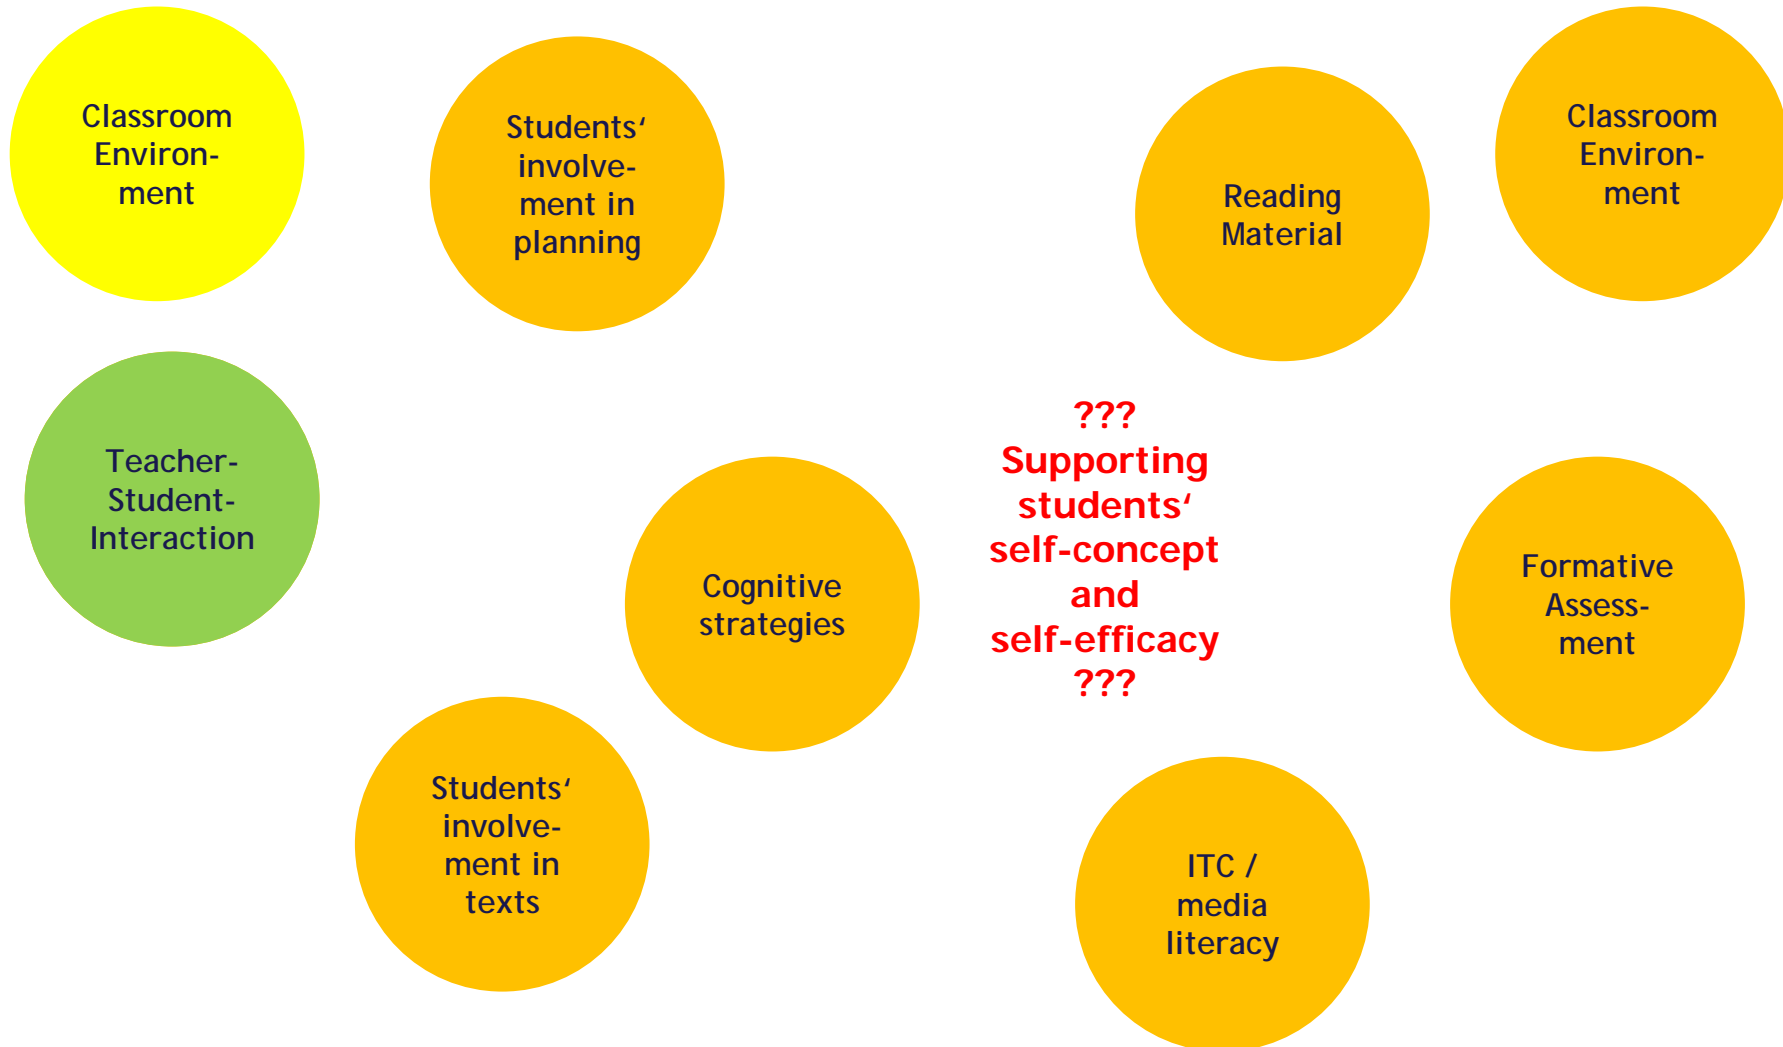 Classroom
Environ-
ment
Students‘
involve-
ment in
planning
Reading
Material
Classroom
Environ-
ment
Teacher-
Student-
Interaction
???
Supporting
students‘
self-concept
and
self-efficacy
???
Cognitive
strategies
Formative
Assess-
ment
Students‘
involve-
ment in
texts
ITC /
media
literacy